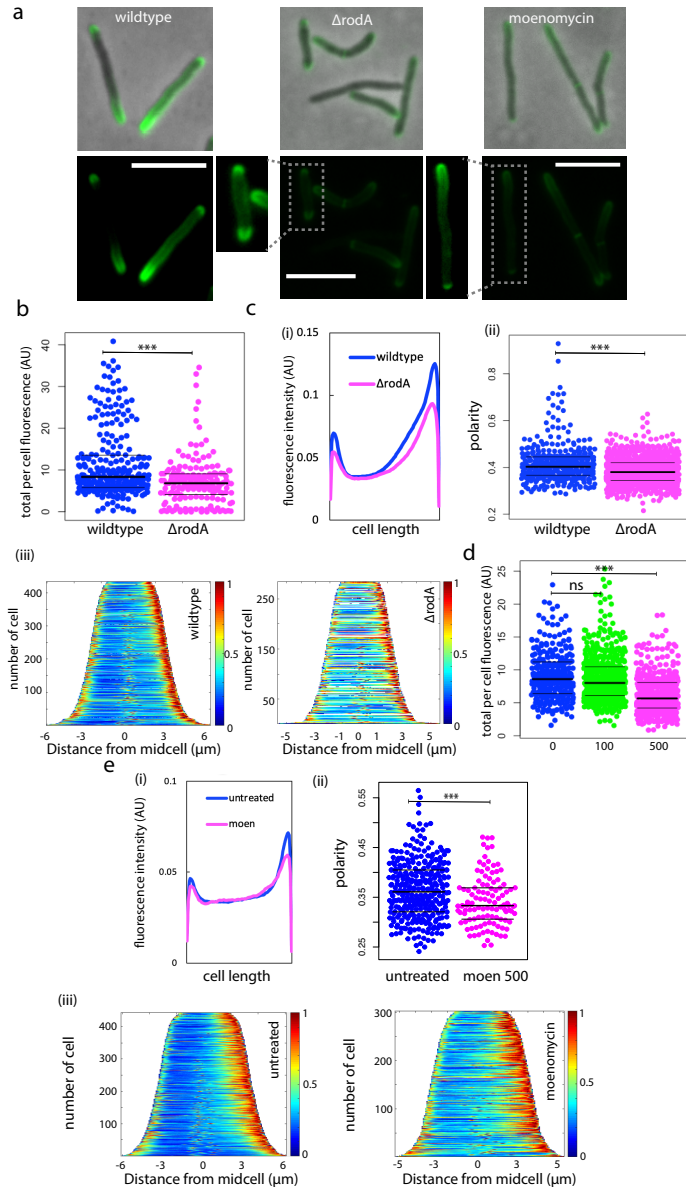 a
wildtype
ΔrodA
moenomycin
b
total per cell fluorescence (AU)
40
30
20
10
0
***
wildtype
ΔrodA
c
(i)
fluorescence intensity (AU)
0.15
0.1
0.05
0
wildtype
ΔrodA
cell length
(ii)
polarity
0.8
0.6
0.4
0.2
***
wildtype
ΔrodA
(iii)
number of cell
400
300
200
100
-6
-3
0
3
6
Distance from midcell (μm)
wildtype
1
0.5
0
number of cell
250
200
150
100
50
-5
-3
-1
0
1
3
5
Distance from midcell (μm)
ΔrodA
1
0.5
0
d
total per cell fluorescence (AU)
25
20
15
10
5
0
***
ns
0
100
500
e
(i)
fluorescence intensity (AU)
0.1
0.05
0
untreated
moen
cell length
(ii)
polarity
0.55
0.45
0.35
0.25
***
untreated
moen 500
(iii)
number of cell
400
300
200
100
-6
-3
0
3
6
Distance from midcell (μm)
untreated
1
0.5
0
number of cell
300
200
100
0
-5
-3
0
3
5
Distance from midcell (μm)
moenomycin
1
0.5
0